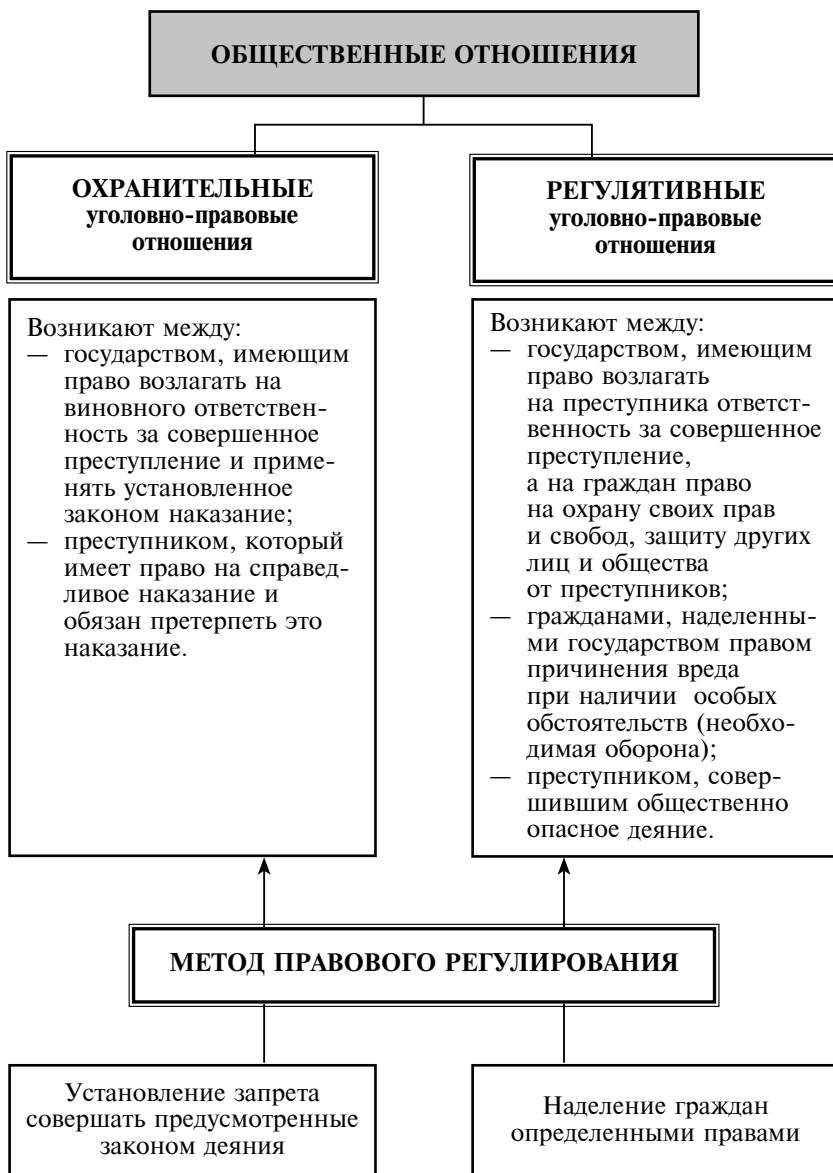 ОБЩЕСТВЕННЫЕ ОТНОШЕНИЯ
ОХРАНИТЕЛЬНЫЕ
уголовно-правовые
отношения
РЕГУЛЯТИВНЫЕ
уголовно-правовые
отношения
Возникают между:
— государством, имеющим
право возлагать на
виновного ответствен-
ность за совершенное
преступление и приме-
нять установленное
законом наказание;
— преступником, который
имеет право на справед-
ливое наказание и
обязан претерпеть это
наказание.
Возникают между:
— государством, имеющим
право возлагать
на преступника ответст-
венность за совершенное
преступление,
а на граждан право
на охрану своих прав
и свобод, защиту других
лиц и общества
от преступников;
— гражданами, наделенны-
ми государством правом
причинения вреда
при наличии особых
обстоятельств (необхо-
димая оборона);
— преступником, совер-
шившим общественно
опасное деяние.
МЕТОД ПРАВОВОГО РЕГУЛИРОВАНИЯ
Установление запрета
совершать предусмотренные
законом деяния
Наделение граждан
определенными правами